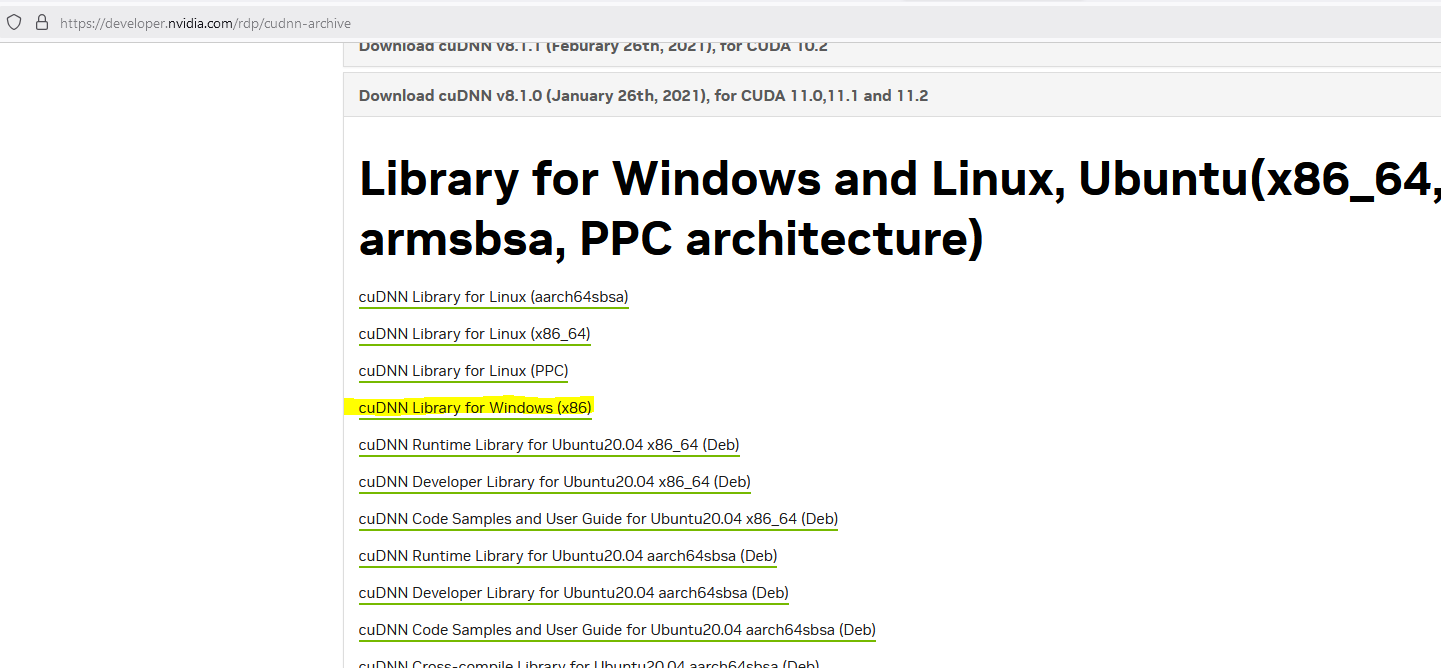 https://developer.nvidia.com/rdp/cudnn-archive
Download cuDNN v8.1.1 (Feburary 26th, 2021), for CUDA 10.2
Download cuDNN v8.1.0 (January 26th, 2021), for CUDA 11.0,11.1 and 11.2
Library for Windows and Linux, Ubuntu(x86_64,
armsbsa, PPC architecture)
cuDNN Library for Linux (aarch64sbsa)
cuDNN Library for Linux (x86_64)
cuDNN Library for Linux (PPC)
cuDNN Library for Windows (x86)
cuDNN Runtime Library for Ubuntu20.04 x86_64 (Deb)
cuDNN Developer Library for Ubuntu20.04 x86_64 (Deb)
cuDNN Code Samples and User Guide for Ubuntu20.04 x86_64 (Deb)
cuDNN Runtime Library for Ubuntu20.04 aarch64sbsa (Deb)
cuDNN Developer Library for Ubuntu20.04 aarch64sbsa (Deb)
cuDNN Code Samples and User Guide for Ubuntu20.04 aarch64sbsa (Deb)
cuDNN Cross-compile Library for Ubuntu20.04 aarch64sbsa (Deb)